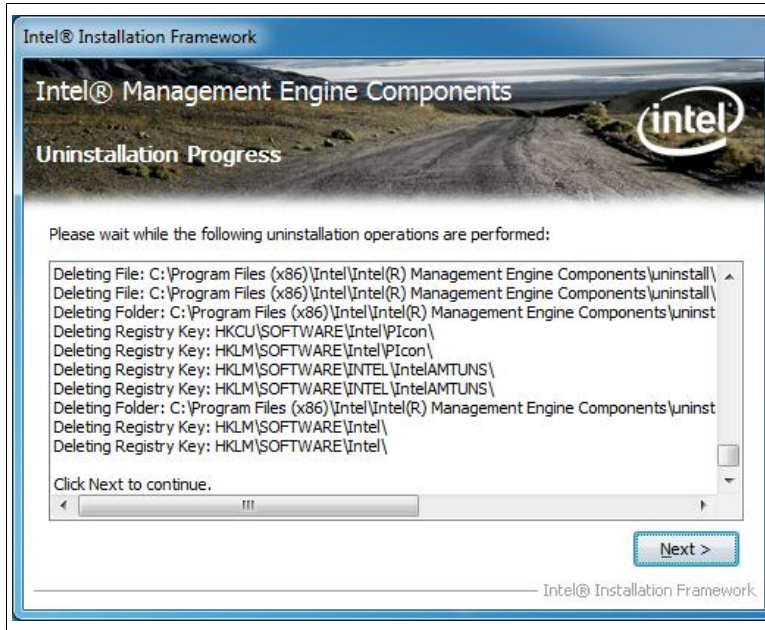 Intel® Installation Framework
Intel® Management Engine Components
intel
Uninstallation Progress
Please wait while the following uninstallation operations are performed:
Deleting File: C:\Program Files (x86)\Intel\Intel(R) Management Engine Components\uninstall\
Deleting File: C:\Program Files (x86)\Intel\Intel(R) Management Engine Components\uninstall\
Deleting Folder: C:\Program Files (x86)\Intel\Intel(R) Management Engine Components\uninst
Deleting Registry Key: HKCU\SOFTWARE\Intel\PIcon\
Deleting Registry Key: HKLM\SOFTWARE\Intel\PIcon\
Deleting Registry Key: HKLM\SOFTWARE\INTEL\IntelAMTUNS\
Deleting Registry Key: HKLM\SOFTWARE\INTEL\IntelAMTUNS\
Deleting Folder: C:\Program Files (x86)\Intel\Intel(R) Management Engine Components\uninst
Deleting Registry Key: HKLM\SOFTWARE\Intel\
Deleting Registry Key: HKLM\SOFTWARE\Intel\
Click Next to continue.
Next >
Intel® Installation Framework